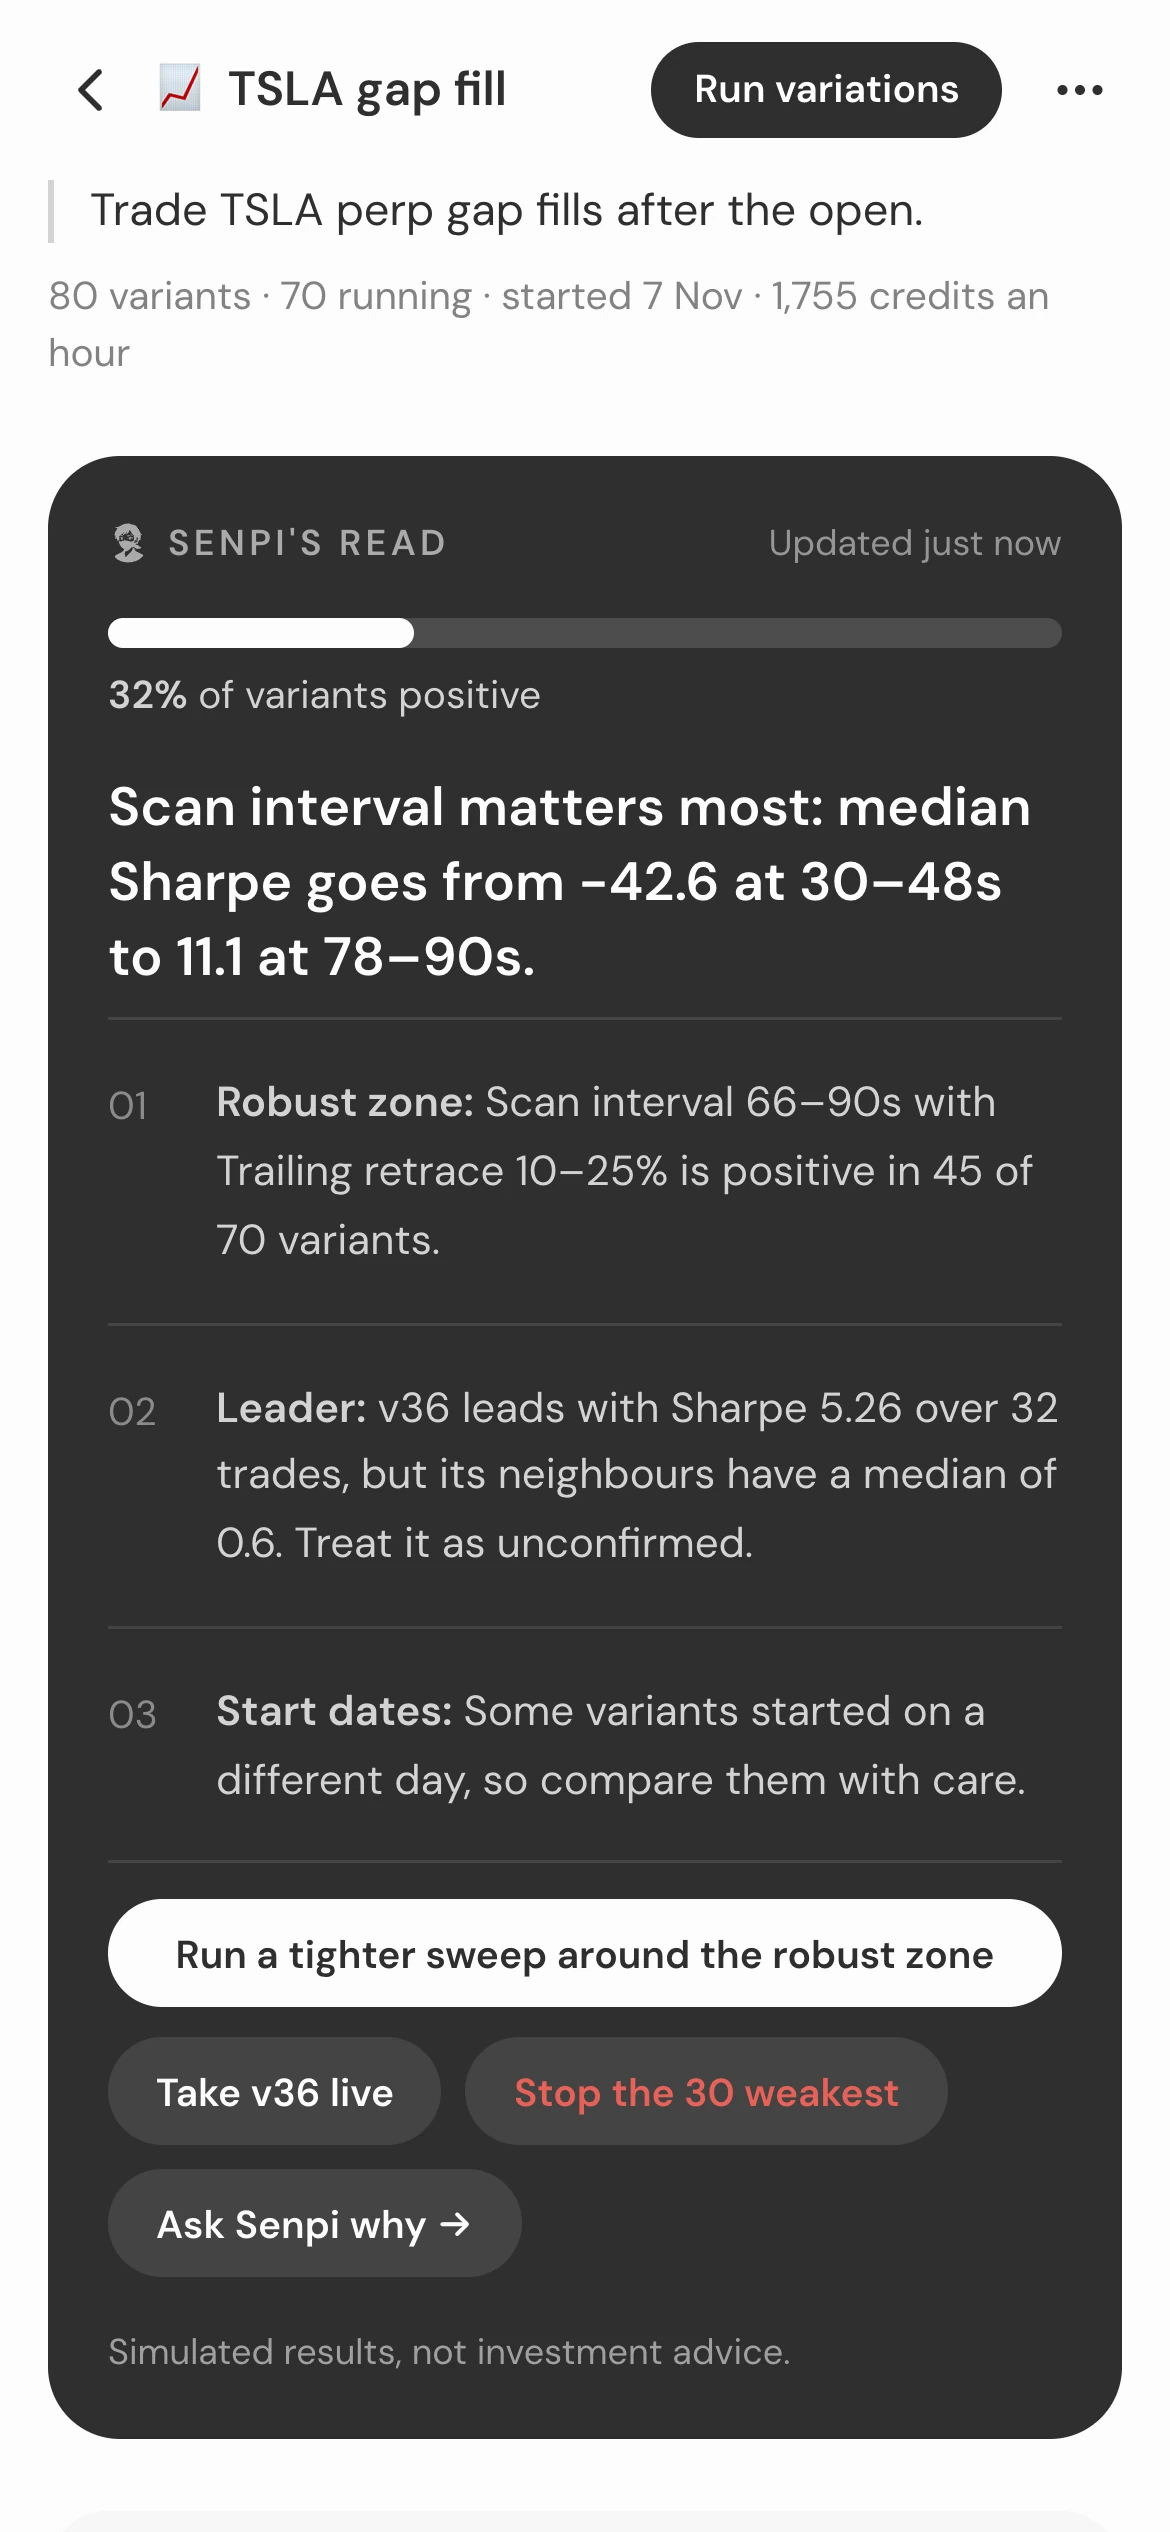 TSLA gap fill
Run variations
Trade TSLA perp gap fills after the open.
80 variants · 70 running · started 7 Nov · 1,755 credits an
hour
SENPI'S READ
Updated just now
32% of variants positive
Scan interval matters most: median
Sharpe goes from −42.6 at 30–48s
to 11.1 at 78–90s.
01
Robust zone: Scan interval 66–90s with
Trailing retrace 10–25% is positive in 45 of
70 variants.
02
Leader: v36 leads with Sharpe 5.26 over 32
trades, but its neighbours have a median of
0.6. Treat it as unconfirmed.
03
Start dates: Some variants started on a
different day, so compare them with care.
Run a tighter sweep around the robust zone
Take v36 live
Stop the 30 weakest
Ask Senpi why →
Simulated results, not investment advice.